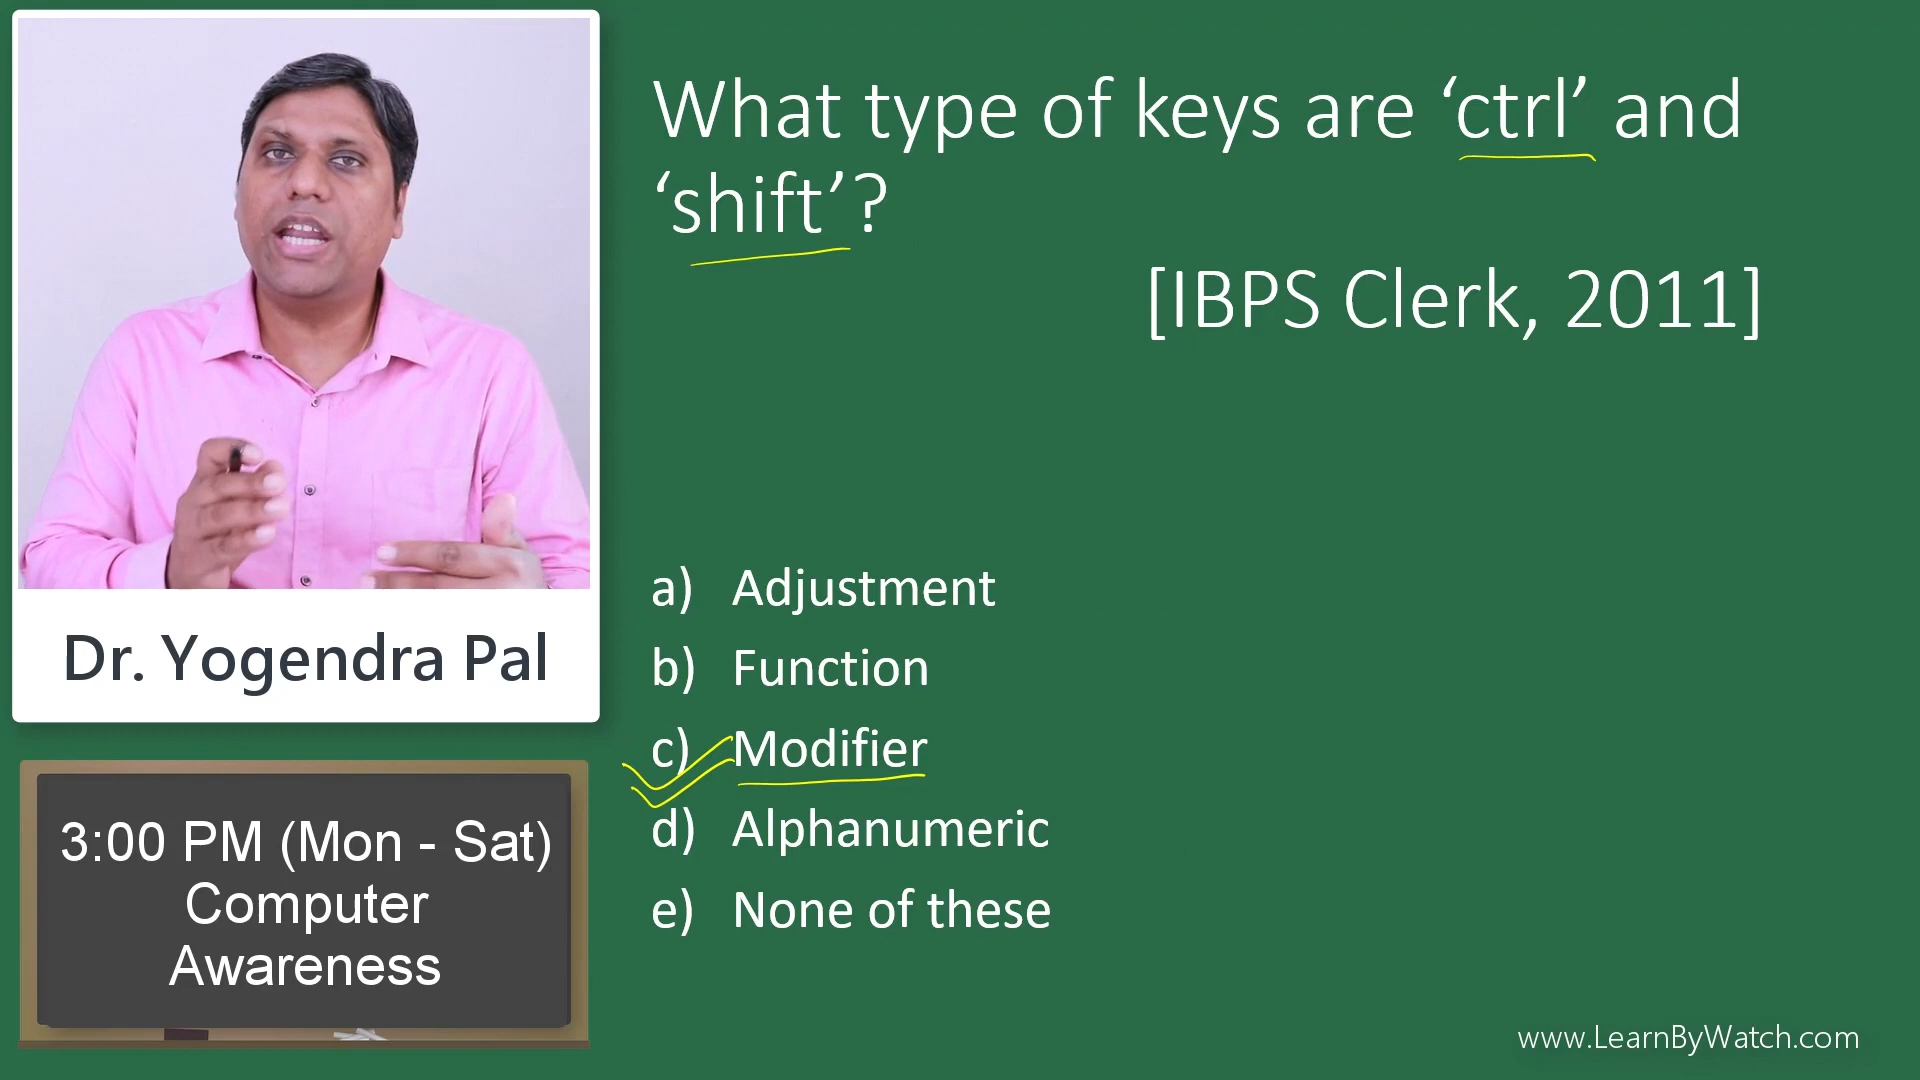 What type of keys are ‘ctrl’ and
‘shift’?
[IBPS Clerk, 2011]
a) Adjustment
b) Function
c) Modifier
d) Alphanumeric
e) None of these
Dr. Yogendra Pal
3:00 PM (Mon - Sat)
Computer
Awareness
www.LearnByWatch.com